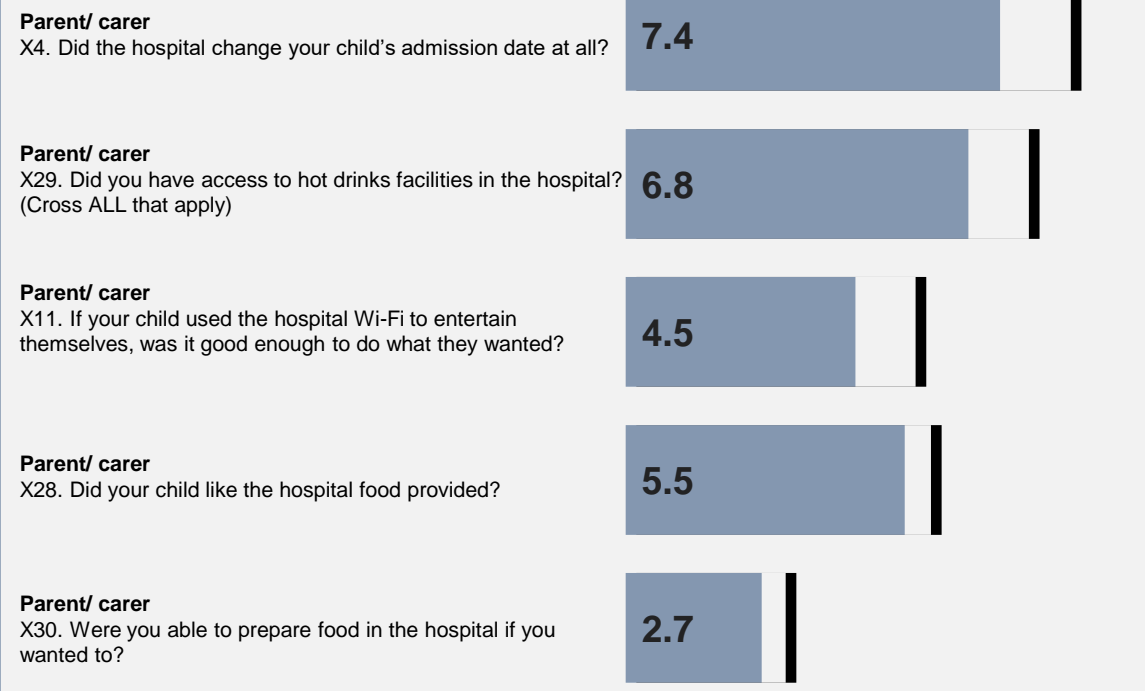 Parent/ carer
X4. Did the hospital change your child's admission date at all?
7.4
Parent/ carer
X29. Did you have access to hot drinks facilities in the hospital?
(Cross ALL that apply)
6.8
Parent/ carer
X11. If your child used the hospital Wi-Fi to entertain
themselves, was it good enough to do what they wanted?
4.5
Parent/ carer
X28. Did your child like the hospital food provided?
5.5
Parent/ carer
X30. Were you able to prepare food in the hospital if you
wanted to?
2.7